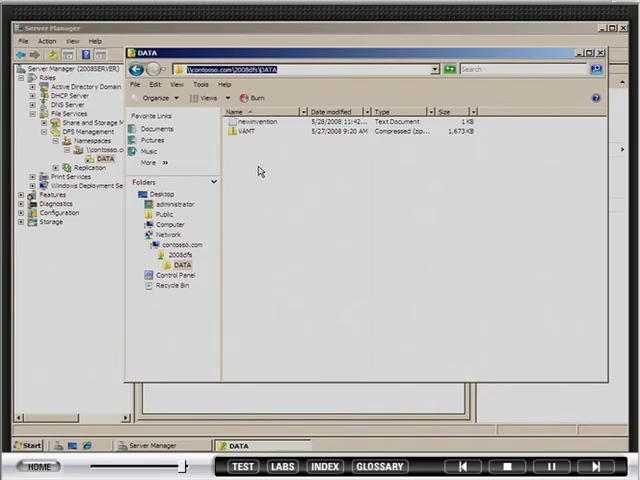 Server Manager
File Action View Help
Server Manager (2008SERVER)
Roles
Active Directory Domain
DHCP Server
DNS Server
File Services
Share and Storage M
DFS Management
Namespaces
\\contosso.c
DATA
Replication
Print Services
Windows Deployment Se
Features
Diagnostics
Configuration
Storage
DATA
\\contosso.com\2008dfs\DATA
Search
File Edit View Tools Help
Organize Views Burn
Favorite Links
Documents
Pictures
Music
More »
Folders
Desktop
administrator
Public
Computer
Network
contosso.com
2008dfs
DATA
Control Panel
Recycle Bin
Name Date modified Type Size
newinvention 5/28/2008 11:42... Text Document 1 KB
VAMT 5/27/2008 9:20 AM Compressed (zip... 1,673 KB
Start Server Manager DATA
HOME TEST LABS INDEX GLOSSARY